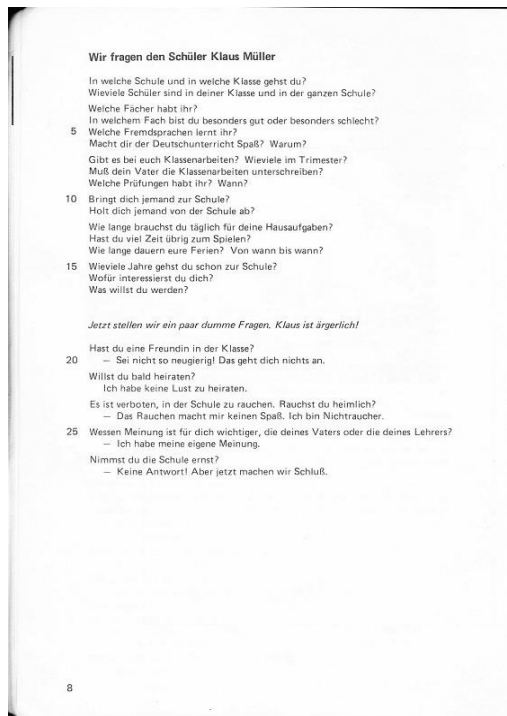 Wir fragen den Schüler Klaus Müller
In welche Schule und in welche Klasse gehst du?
Wieviele Schüler sind in deiner Klasse und in der ganzen Schule?
Welche Fächer habt ihr?
In welchem Fach bist du besonders gut oder besonders schlecht?
5 Welche Fremdsprachen lernt ihr?
Macht dir der Deutschunterricht Spaß? Warum?
Gibt es bei euch Klassenarbeiten? Wieviele im Trimester?
Muß dein Vater die Klassenarbeiten unterschreiben?
Welche Prüfungen habt ihr? Wann?
10 Bringt dich jemand zur Schule?
Holt dich jemand von der Schule ab?
Wie lange brauchst du täglich für deine Hausaufgaben?
Hast du viel Zeit übrig zum Spielen?
Wie lange dauern eure Ferien? Von wann bis wann?
15 Wieviele Jahre gehst du schon zur Schule?
Wofür interessierst du dich?
Was willst du werden?
Jetzt stellen wir ein paar dumme Fragen. Klaus ist ärgerlich!
Hast du eine Freundin in der Klasse?
20 — Sei nicht so neugierig! Das geht dich nichts an.
Willst du bald heiraten?
Ich habe keine Lust zu heiraten.
Es ist verboten, in der Schule zu rauchen. Rauchst du heimlich?
— Das Rauchen macht mir keinen Spaß. Ich bin Nichtraucher.
25 Wessen Meinung ist für dich wichtiger, die deines Vaters oder die deines Lehrers?
— Ich habe meine eigene Meinung.
Nimmst du die Schule ernst?
— Keine Antwort! Aber jetzt machen wir Schluß.
8